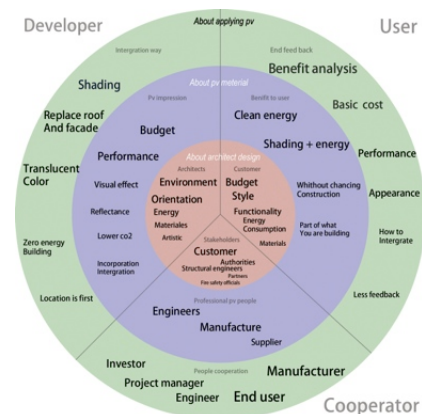 Developer
User
About applying pv
Intergration way
End feed back
Benefit analysis
Shading
About pv meterial
Pv impression
Benfit to user
Basic cost
Replace roof
And facade
Budget
Clean energy
Shading + energy
Performance
About architect design
Performance
Architects
Customer
Translucent
Color
Environment
Budget
Visual effect
Orientation
Style
Whithout chancing
Construction
Appearance
Reflectance
Energy
Functionality
Energy
Consumption
Materiales
Part of what
You are building
How to
Intergrate
Lower co2
Artistic
Stakeholders
Materials
Zero energy
Building
Customer
Authorities
Incorporation
Intergration
Structural engineers
Partners
Fire safety officials
Location is first
Less feedback
Professional pv people
Engineers
Manufacture
Supplier
Investor
People cooperation
Manufacturer
Project manager
Engineer
End user
Cooperator